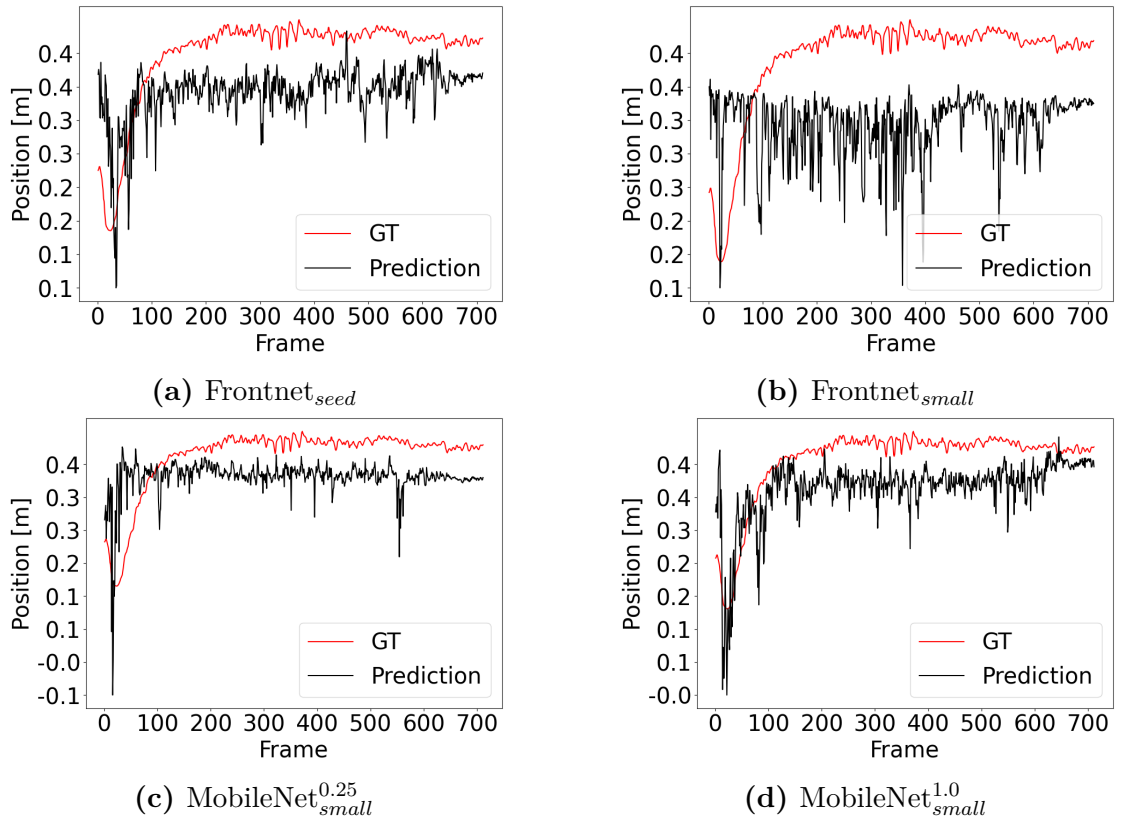 0.4
0.4
0.3
0.3
0.2
0.2
0.1
0.1
Position [m]
GT
Prediction
0 100 200 300 400 500 600 700
Frame
(a) Frontnet_seed
0.4
0.4
0.3
0.3
0.3
0.2
0.2
0.1
Position [m]
GT
Prediction
0 100 200 300 400 500 600 700
Frame
(b) Frontnet_small
0.4
0.3
0.3
0.2
0.1
0.1
-0.0
-0.1
Position [m]
GT
Prediction
0 100 200 300 400 500 600 700
Frame
(c) MobileNet^0.25_small
0.4
0.4
0.3
0.2
0.2
0.1
0.1
-0.0
Position [m]
GT
Prediction
0 100 200 300 400 500 600 700
Frame
(d) MobileNet^1.0_small